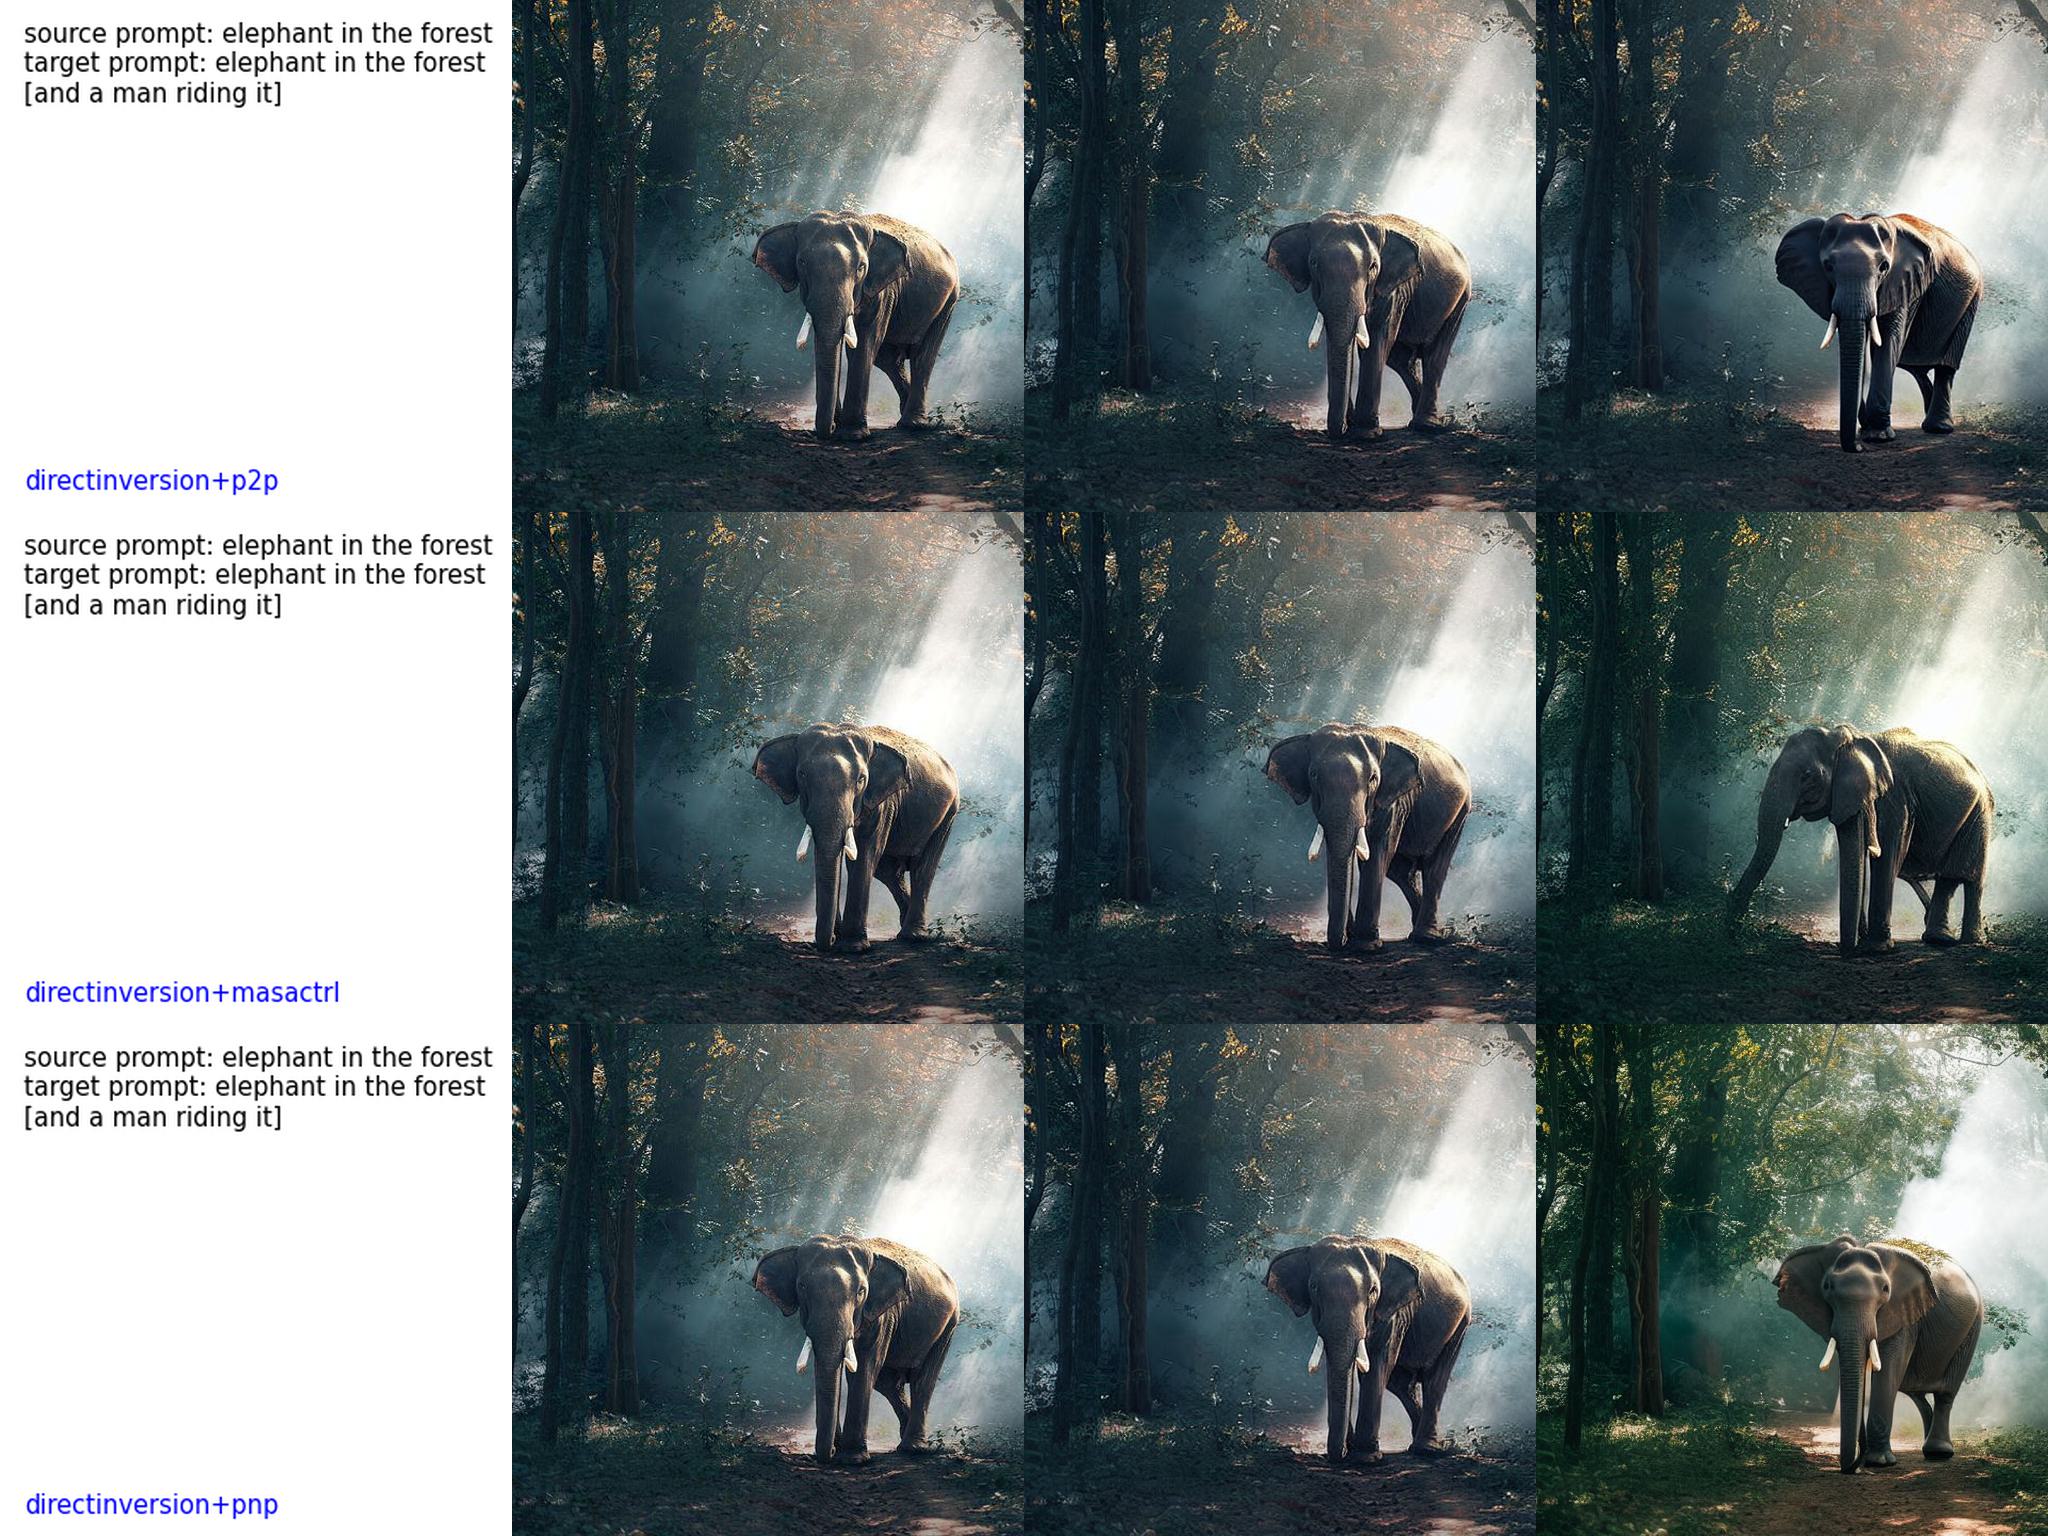 source prompt: elephant in the forest
target prompt: elephant in the forest
[and a man riding it]
directinversion+p2p
source prompt: elephant in the forest
target prompt: elephant in the forest
[and a man riding it]
directinversion+masactrl
source prompt: elephant in the forest
target prompt: elephant in the forest
[and a man riding it]
directinversion+pnp